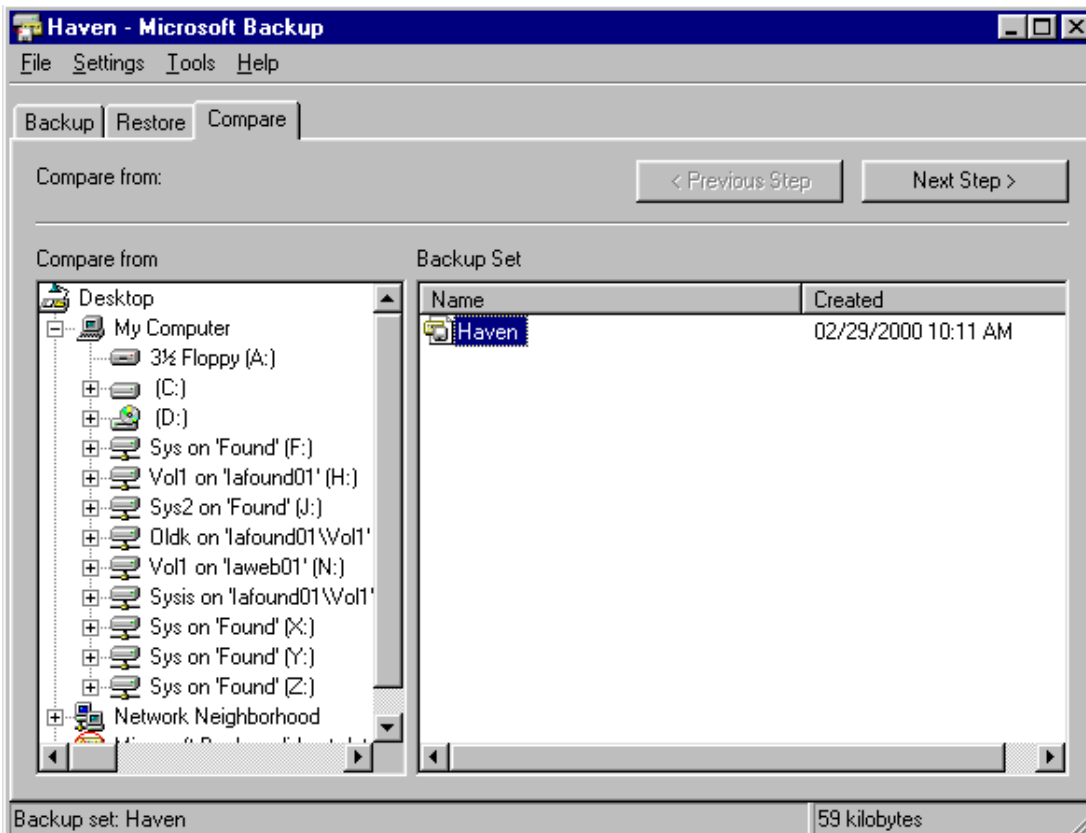 Haven - Microsoft Backup
File Settings Tools Help
Backup Restore Compare
Compare from:
< Previous Step
Next Step >
Compare from
Desktop
My Computer
3½ Floppy (A:)
(C:)
(D:)
Sys on 'Found' (F:)
Vol1 on 'lafound01' (H:)
Sys2 on 'Found' (J:)
Oldk on 'lafound01\Vol1'
Vol1 on 'laweb01' (N:)
Sysis on 'lafound01\Vol1'
Sys on 'Found' (X:)
Sys on 'Found' (Y:)
Sys on 'Found' (Z:)
Network Neighborhood
Backup Set
Name Created
Haven 02/29/2000 10:11 AM
Backup set: Haven
59 kilobytes